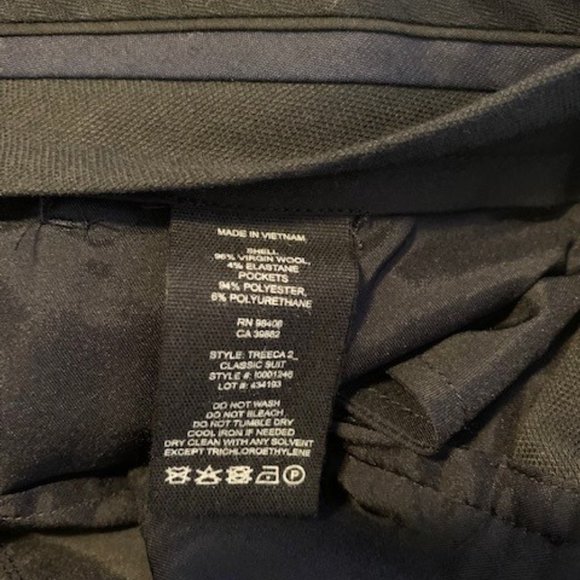 MADE IN VIETNAM
SHELL
96% VIRGIN WOOL,
4% ELASTANE
POCKETS
94% POLYESTER,
6% POLYURETHANE
RN 98406
CA 39882
STYLE: TREECA 2_
CLASSIC SUIT
STYLE #: I0001246
LOT #: 434193
DO NOT WASH
DO NOT BLEACH
DO NOT TUMBLE DRY
COOL IRON IF NEEDED
DRY CLEAN WITH ANY SOLVENT
EXCEPT TRICHLOROETHYLENE
P